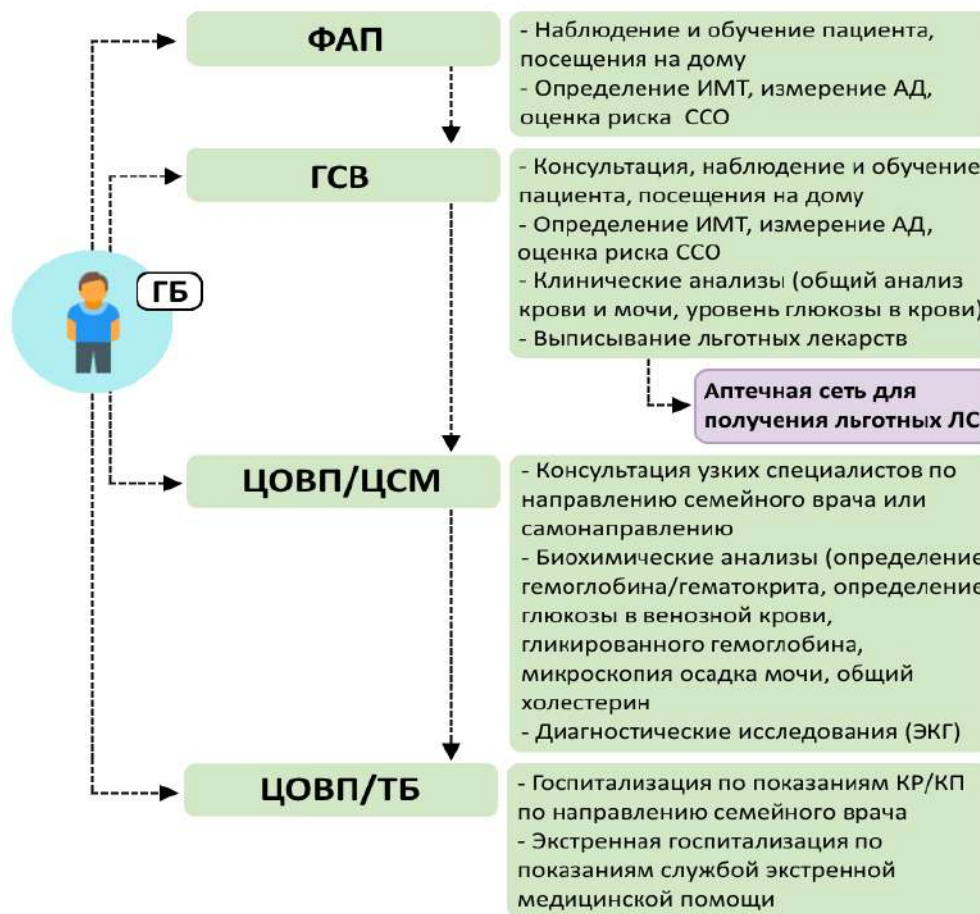 ФАП
- Наблюдение и обучение пациента,
посещения на дому
- Определение ИМТ, измерение АД,
оценка риска ССО
ГСВ
- Консультация, наблюдение и обучение
пациента, посещения на дому
- Определение ИМТ, измерение АД,
оценка риска ССО
- Клинические анализы (общий анализ
крови и мочи, уровень глюкозы в крови)
- Выписывание льготных лекарств
ГБ
Аптечная сеть для
получения льготных ЛС
ЦОВП/ЦСМ
- Консультация узких специалистов по
направлению семейного врача или
самонаправлению
- Биохимические анализы (определение
гемоглобина/гематокрита, определение
глюкозы в венозной крови,
гликированного гемоглобина,
микроскопия осадка мочи, общий
холестерин
- Диагностические исследования (ЭКГ)
ЦОВП/ТБ
- Госпитализация по показаниям КР/КП
по направлению семейного врача
- Экстренная госпитализация по
показаниям службой экстренной
медицинской помощи